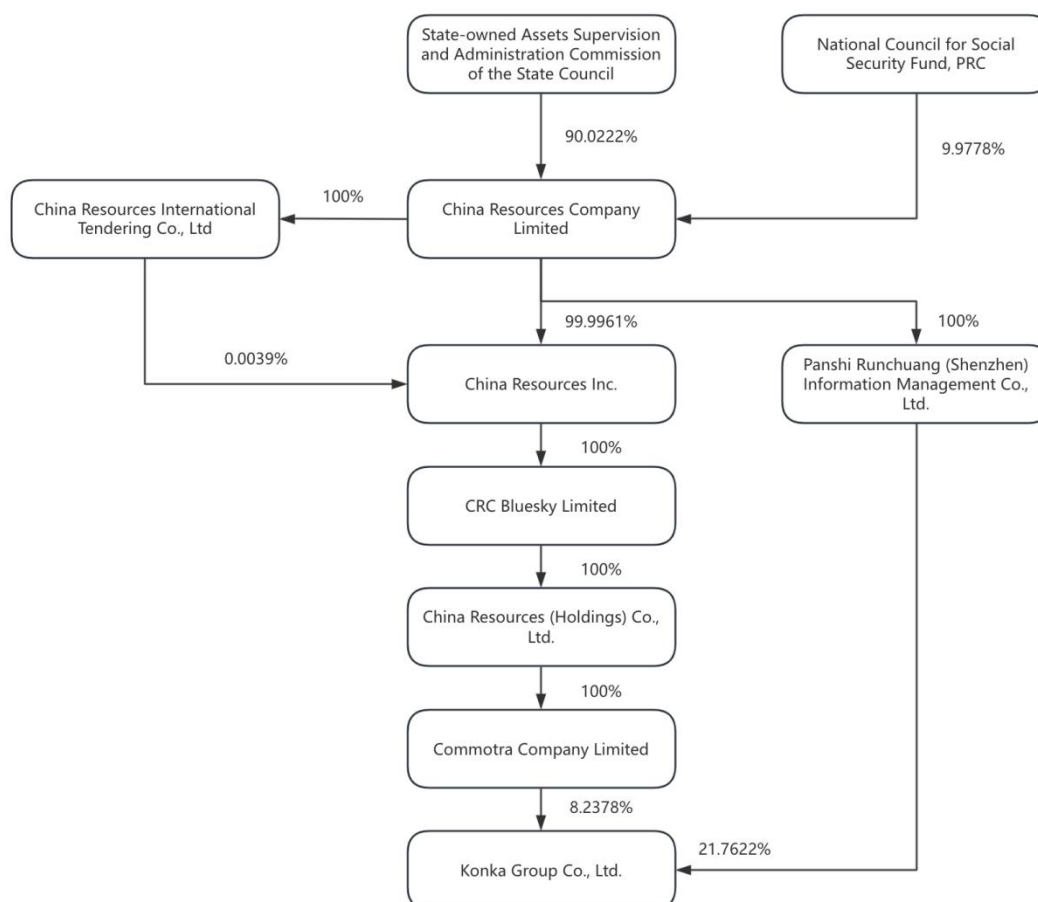 State-owned Assets Supervision
and Administration Commission
of the State Council
National Council for Social
Security Fund, PRC
90.0222%
9.9778%
China Resources International
Tendering Co., Ltd
100%
China Resources Company
Limited
99.9961%
100%
0.0039%
China Resources Inc.
Panshi Runchuang (Shenzhen)
Information Management Co.,
Ltd.
100%
CRC Bluesky Limited
100%
China Resources (Holdings) Co.,
Ltd.
100%
Commotra Company Limited
8.2378%
21.7622%
Konka Group Co., Ltd.